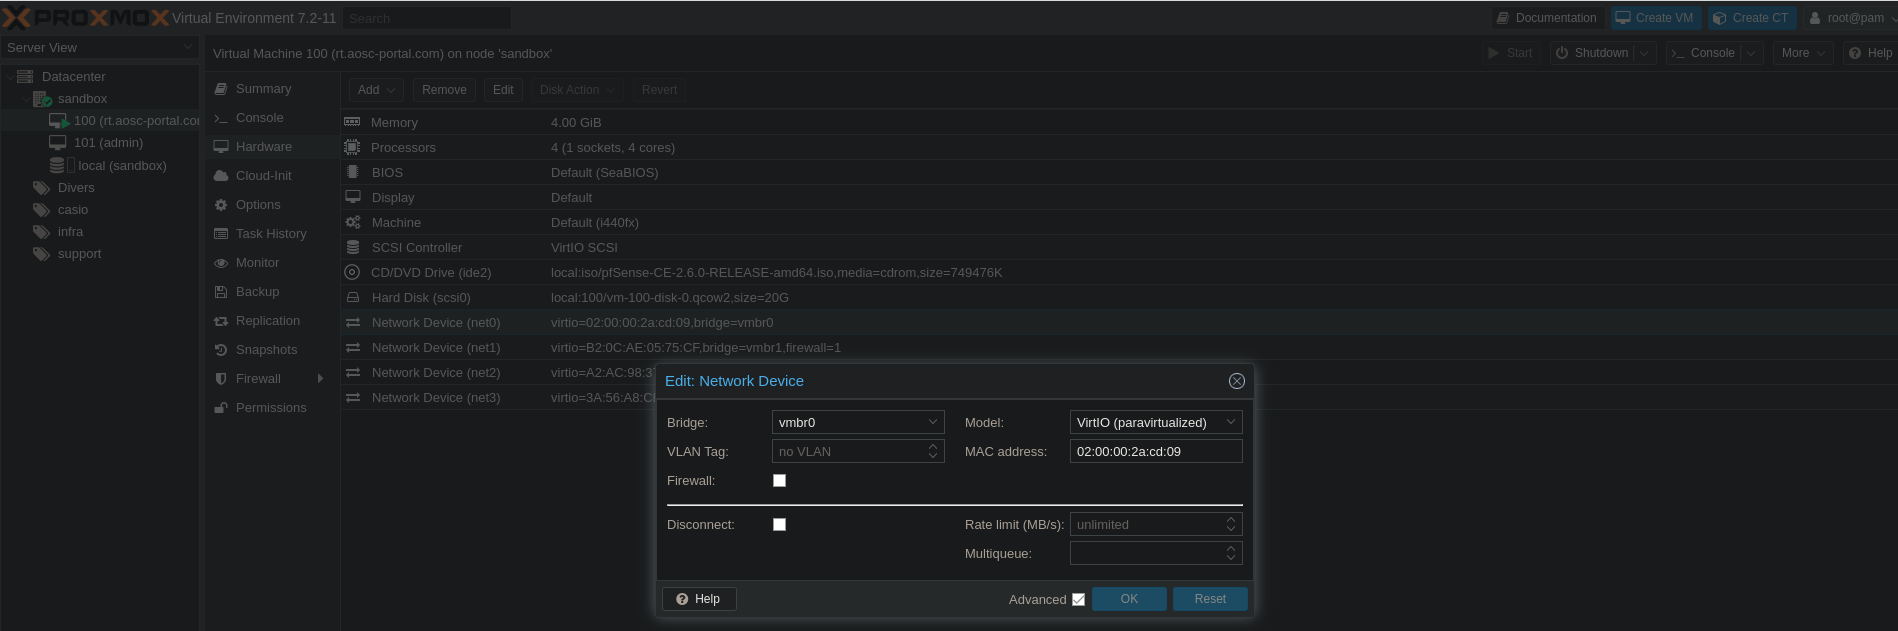 PROXMOX Virtual Environment 7.2-11 Search Documentation Create VM Create CT root@pam
Server View
Virtual Machine 100 (rt.aosc-portal.com) on node 'sandbox' Start Shutdown Console More Help
Datacenter
sandbox
100 (rt.aosc-portal.co
101 (admin)
local (sandbox)
Divers
casio
infra
support
Summary
Console
Hardware
Cloud-Init
Options
Task History
Monitor
Backup
Replication
Snapshots
Firewall
Permissions
Add Remove Edit Disk Action Revert
Memory 4.00 GiB
Processors 4 (1 sockets, 4 cores)
BIOS Default (SeaBIOS)
Display Default
Machine Default (i440fx)
SCSI Controller VirtIO SCSI
CD/DVD Drive (ide2) local:iso/pfSense-CE-2.6.0-RELEASE-amd64.iso,media=cdrom,size=749476K
Hard Disk (scsi0) local:100/vm-100-disk-0.qcow2,size=20G
Network Device (net0) virtio=02:00:00:2a:cd:09,bridge=vmbr0
Network Device (net1) virtio=B2:0C:AE:05:75:CF,bridge=vmbr1,firewall=1
Network Device (net2) virtio=A2:AC:98:37
Network Device (net3) virtio=3A:56:A8:C
Edit: Network Device
Bridge: vmbr0 Model: VirtIO (paravirtualized)
VLAN Tag: no VLAN MAC address: 02:00:00:2a:cd:09
Firewall:
Disconnect: Rate limit (MB/s): unlimited
Multiqueue:
Help Advanced OK Reset